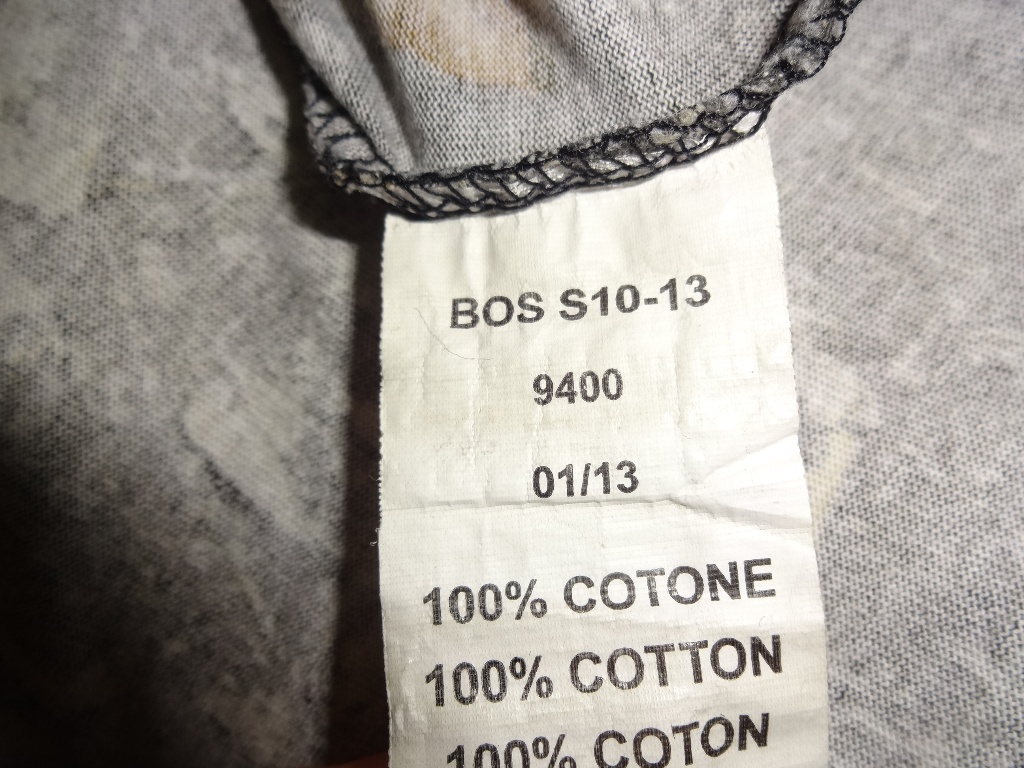 BOS S10-13
9400
01/13
100% COTONE
100% COTTON
100% COTON